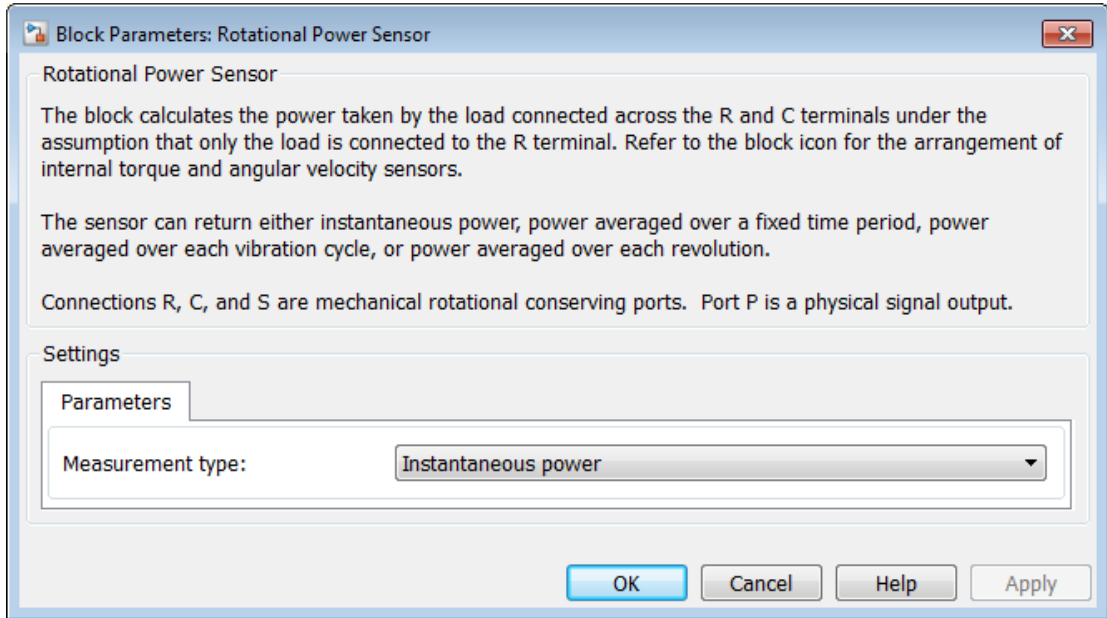 Block Parameters: Rotational Power Sensor
Rotational Power Sensor
The block calculates the power taken by the load connected across the R and C terminals under the
assumption that only the load is connected to the R terminal. Refer to the block icon for the arrangement of
internal torque and angular velocity sensors.
The sensor can return either instantaneous power, power averaged over a fixed time period, power
averaged over each vibration cycle, or power averaged over each revolution.
Connections R, C, and S are mechanical rotational conserving ports.  Port P is a physical signal output.
Settings
Parameters
Measurement type: Instantaneous power
OK Cancel Help Apply